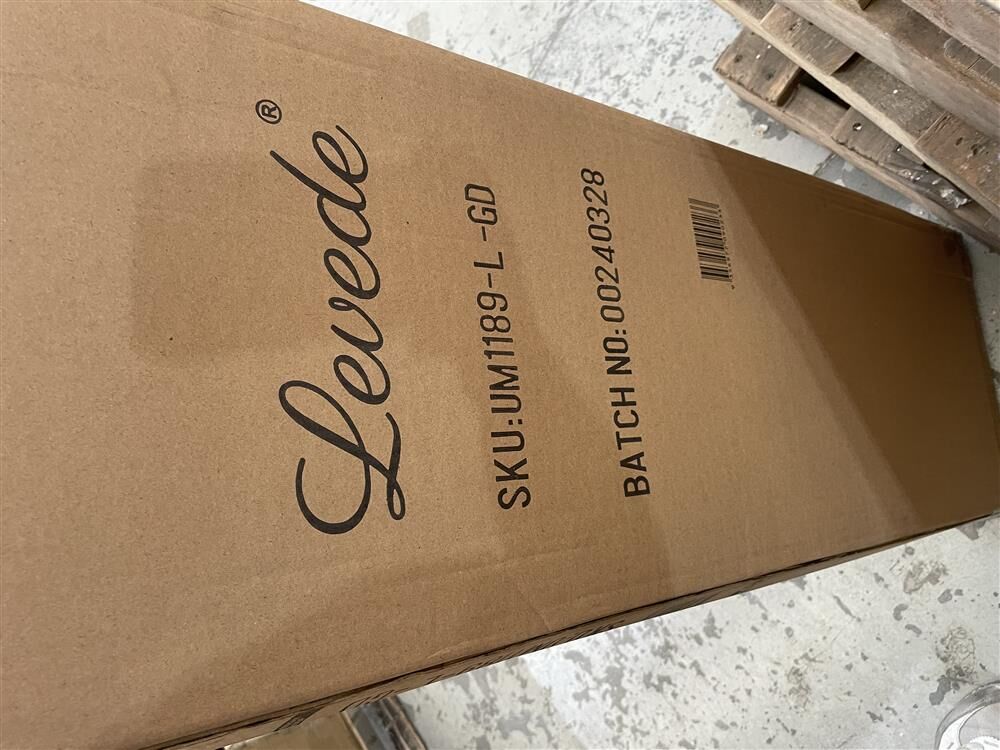 Levede®
SKU:UM1189-L-GD
BATCH NO:00240328